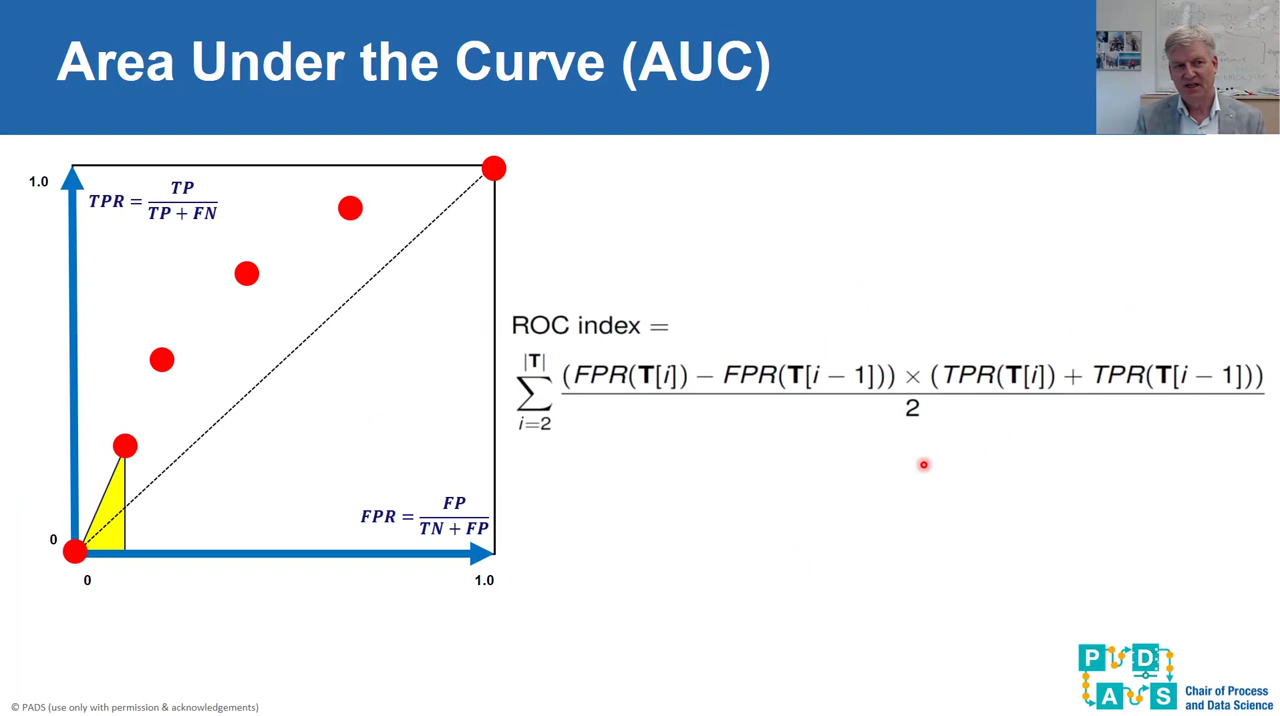 Area Under the Curve (AUC)
1.0
TPR = TP / TP + FN
0
FPR = FP / TN + FP
0
1.0
ROC index =
|T| ∑ i=2 (FPR(T[i]) − FPR(T[i − 1])) × (TPR(T[i]) + TPR(T[i − 1])) / 2
P D
A S
Chair of Process
and Data Science
© PADS (use only with permission & acknowledgements)